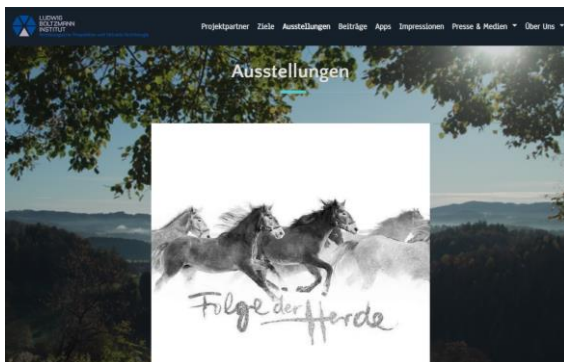 LUDWIG
BOLTZMANN
INSTITUT
Projektpartner Ziele Ausstellungen Beiträge Apps Impressionen Presse & Medien Über Uns
Ausstellungen
Folge der Herde